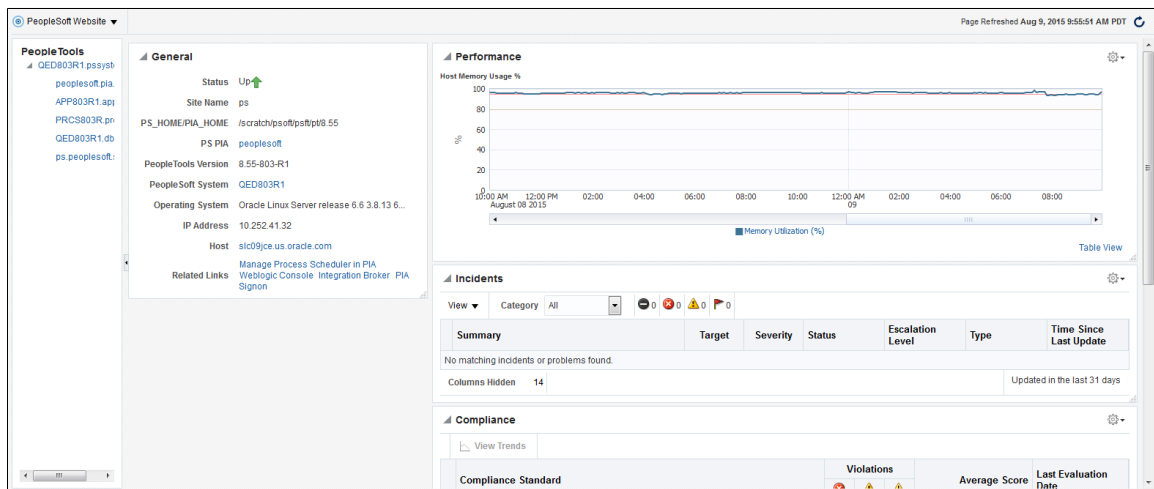 PeopleSoft Website
Page Refreshed Aug 9, 2015 9:55:51 AM PDT
PeopleTools
QED803R1.pssyst
peoplesoft.pia.
APP803R1.ap
PRCS803R.pr
QED803R1.db
ps.peoplesoft.
General
Status Up
Site Name ps
PS_HOME/PIA_HOME /scratch/psoft/psft/pt/8.55
PS PIA peoplesoft
PeopleTools Version 8.55-803-R1
PeopleSoft System QED803R1
Operating System Oracle Linux Server release 6.6 3.8.13 6...
IP Address 10.252.41.32
Host slc09jce.us.oracle.com
Related Links Manage Process Scheduler in PIA
Weblogic Console Integration Broker PIA
Signon
Performance
Host Memory Usage %
100
80
60
40
20
0
%
10:00 AM 12:00 PM 02:00 04:00 06:00 08:00 10:00 12:00 AM 02:00 04:00 06:00 08:00
August 08 2015 09
Memory Utilization (%)
Table View
Incidents
View Category All 0 0 0 0
Summary Target Severity Status Escalation Level Type Time Since Last Update
No matching incidents or problems found.
Columns Hidden 14 Updated in the last 31 days
Compliance
View Trends
Compliance Standard Violations Average Score Last Evaluation Date